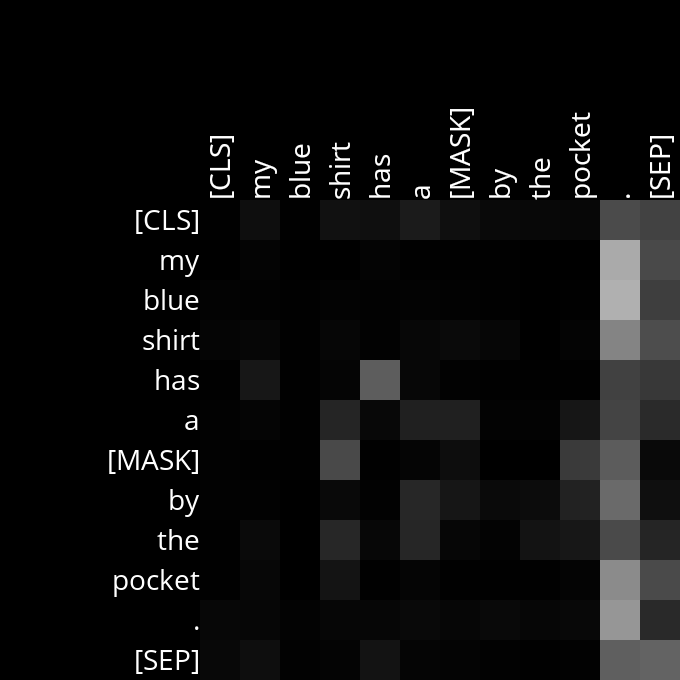 [CLS] my blue shirt has a [MASK] by the pocket . [SEP]
[CLS]
my
blue
shirt
has
a
[MASK]
by
the
pocket
.
[SEP]